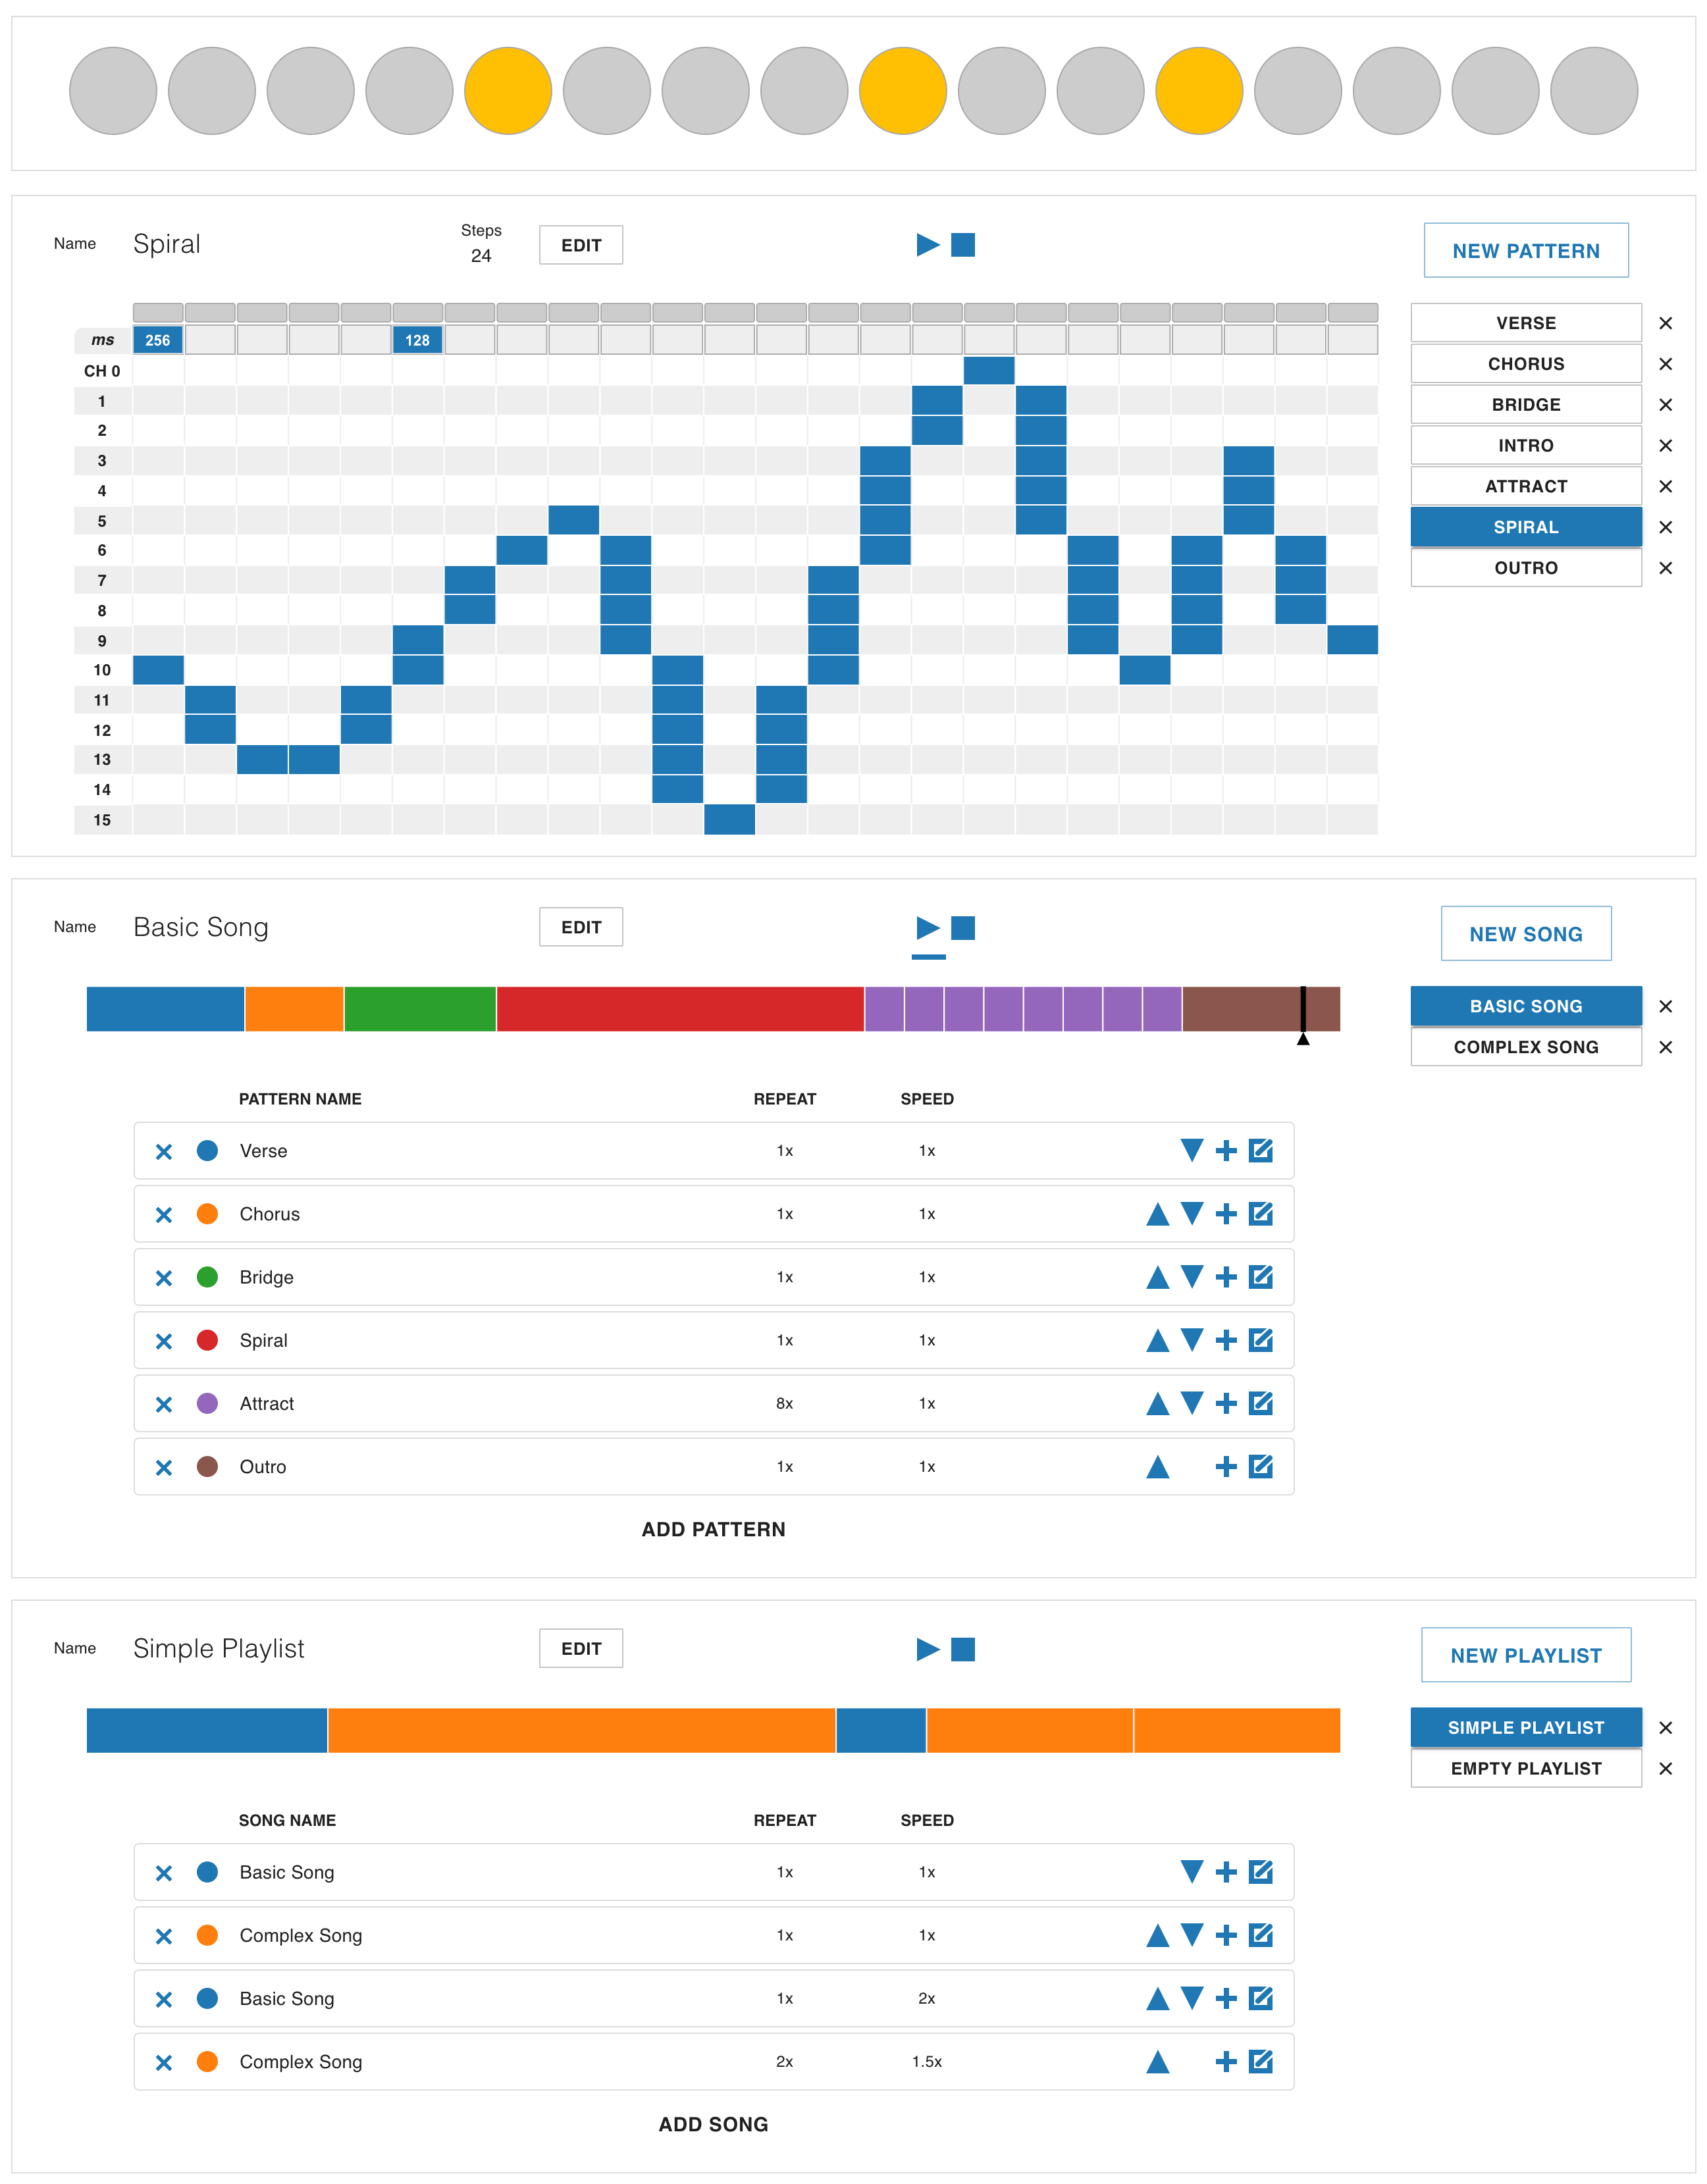 Name Spiral Steps 24 EDIT NEW PATTERN
ms 256 128
CH 0
1
2
3
4
5
6
7
8
9
10
11
12
13
14
15
VERSE ×
CHORUS ×
BRIDGE ×
INTRO ×
ATTRACT ×
SPIRAL ×
OUTRO ×
Name Basic Song EDIT NEW SONG
BASIC SONG ×
COMPLEX SONG ×
PATTERN NAME REPEAT SPEED
Verse 1x 1x
Chorus 1x 1x
Bridge 1x 1x
Spiral 1x 1x
Attract 8x 1x
Outro 1x 1x
ADD PATTERN
Name Simple Playlist EDIT NEW PLAYLIST
SIMPLE PLAYLIST ×
EMPTY PLAYLIST ×
SONG NAME REPEAT SPEED
Basic Song 1x 1x
Complex Song 1x 1x
Basic Song 1x 2x
Complex Song 2x 1.5x
ADD SONG